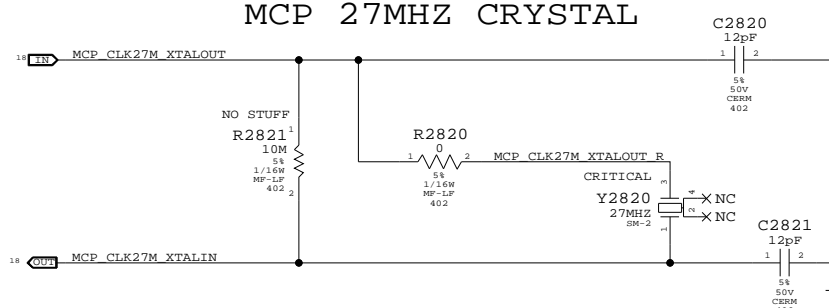 MCP 27MHZ CRYSTAL
C2820
12pF
1 2
5%
50V
CERM
402
18 IN MCP_CLK27M_XTALOUT
NO STUFF
R2821
1
10M
5%
1/16W
MF-LF
402
2
R2820
0
1 2
5%
1/16W
MF-LF
402
MCP_CLK27M_XTALOUT_R
CRITICAL
Y2820
27MHZ
SM-2
3
4
NC
2
NC
1
C2821
12pF
1 2
5%
50V
CERM
18 OUT MCP_CLK27M_XTALIN